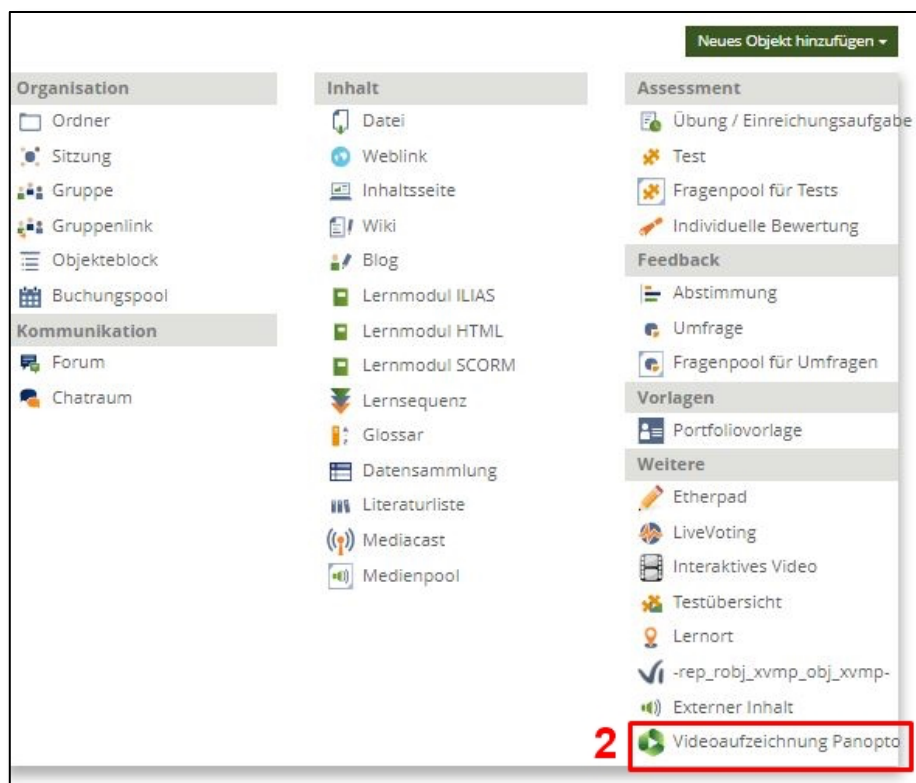 Neues Objekt hinzufügen
Organisation
Ordner
Sitzung
Gruppe
Gruppenlink
Objekteblock
Buchungspool
Kommunikation
Forum
Chatraum
Inhalt
Datei
Weblink
Inhaltsseite
Wiki
Blog
Lernmodul ILIAS
Lernmodul HTML
Lernmodul SCORM
Lernsequenz
Glossar
Datensammlung
Literaturliste
Mediacast
Medienpool
Assessment
Übung / Einreichungsaufgabe
Test
Fragenpool für Tests
Individuelle Bewertung
Feedback
Abstimmung
Umfrage
Fragenpool für Umfragen
Vorlagen
Portfoliovorlage
Weitere
Etherpad
LiveVoting
Interaktives Video
Testübersicht
Lernort
-rep_robj_xvmp_obj_xvmp-
Externer Inhalt
2 Videoaufzeichnung Panopto